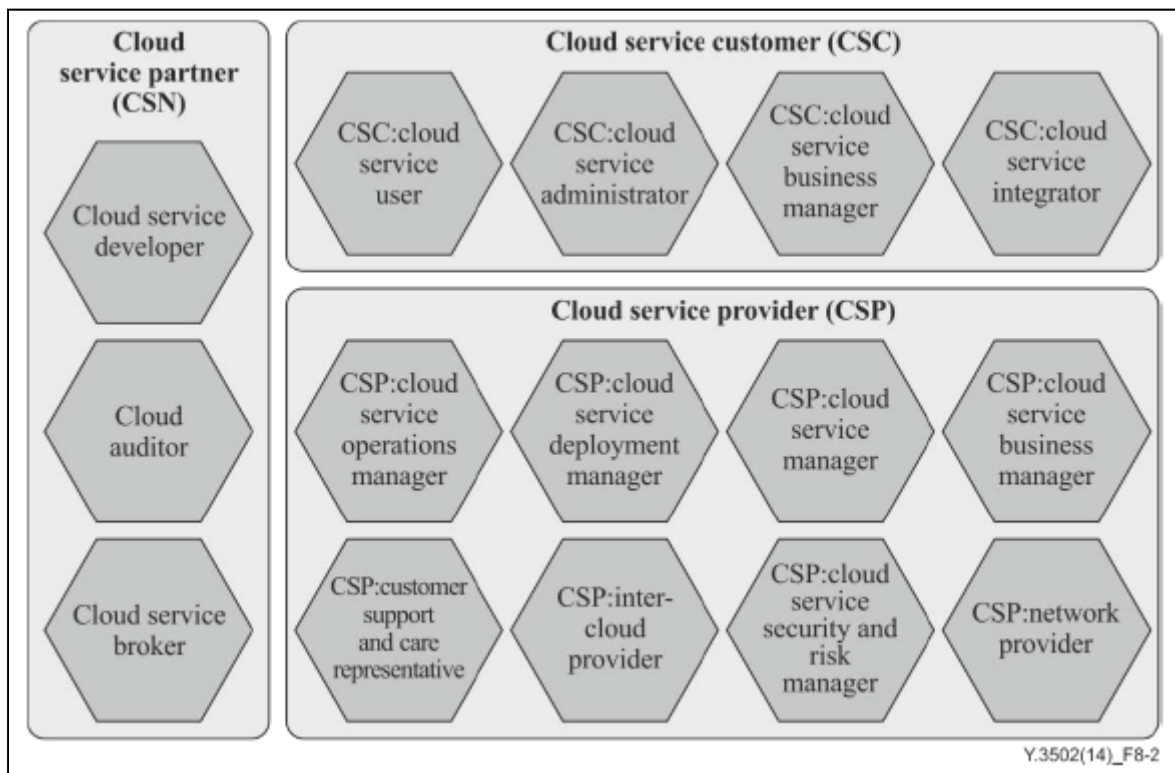 Cloud
service partner
(CSN)
Cloud service
developer
Cloud
auditor
Cloud service
broker
Cloud service customer (CSC)
CSC:cloud
service
user
CSC:cloud
service
administrator
CSC:cloud
service
business
manager
CSC:cloud
service
integrator
Cloud service provider (CSP)
CSP:cloud
service
operations
manager
CSP:cloud
service
deployment
manager
CSP:cloud
service
manager
CSP:cloud
service
business
manager
CSP:customer
support
and care
representative
CSP:inter-
cloud
provider
CSP:cloud
service
security and
risk
manager
CSP:network
provider
Y.3502(14)_F8-2